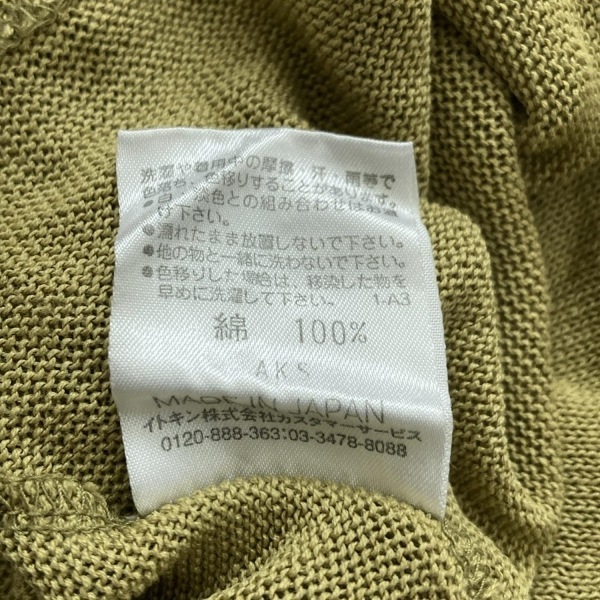 洗濯や着用中の摩擦、汗、雨等で
色落ち、色移りすることがあります。
●白、淡色との組み合わせはお避
け下さい。
●濡れたまま放置しないで下さい。
●他の物と一緒に洗わないで下さい。
●色移りした場合は、移染した物を
早めに洗濯して下さい。 1-A3
綿 100%
AKS
MADE IN JAPAN
イトキン株式会社カスタマーサービス
0120-888-363:03-3478-8088